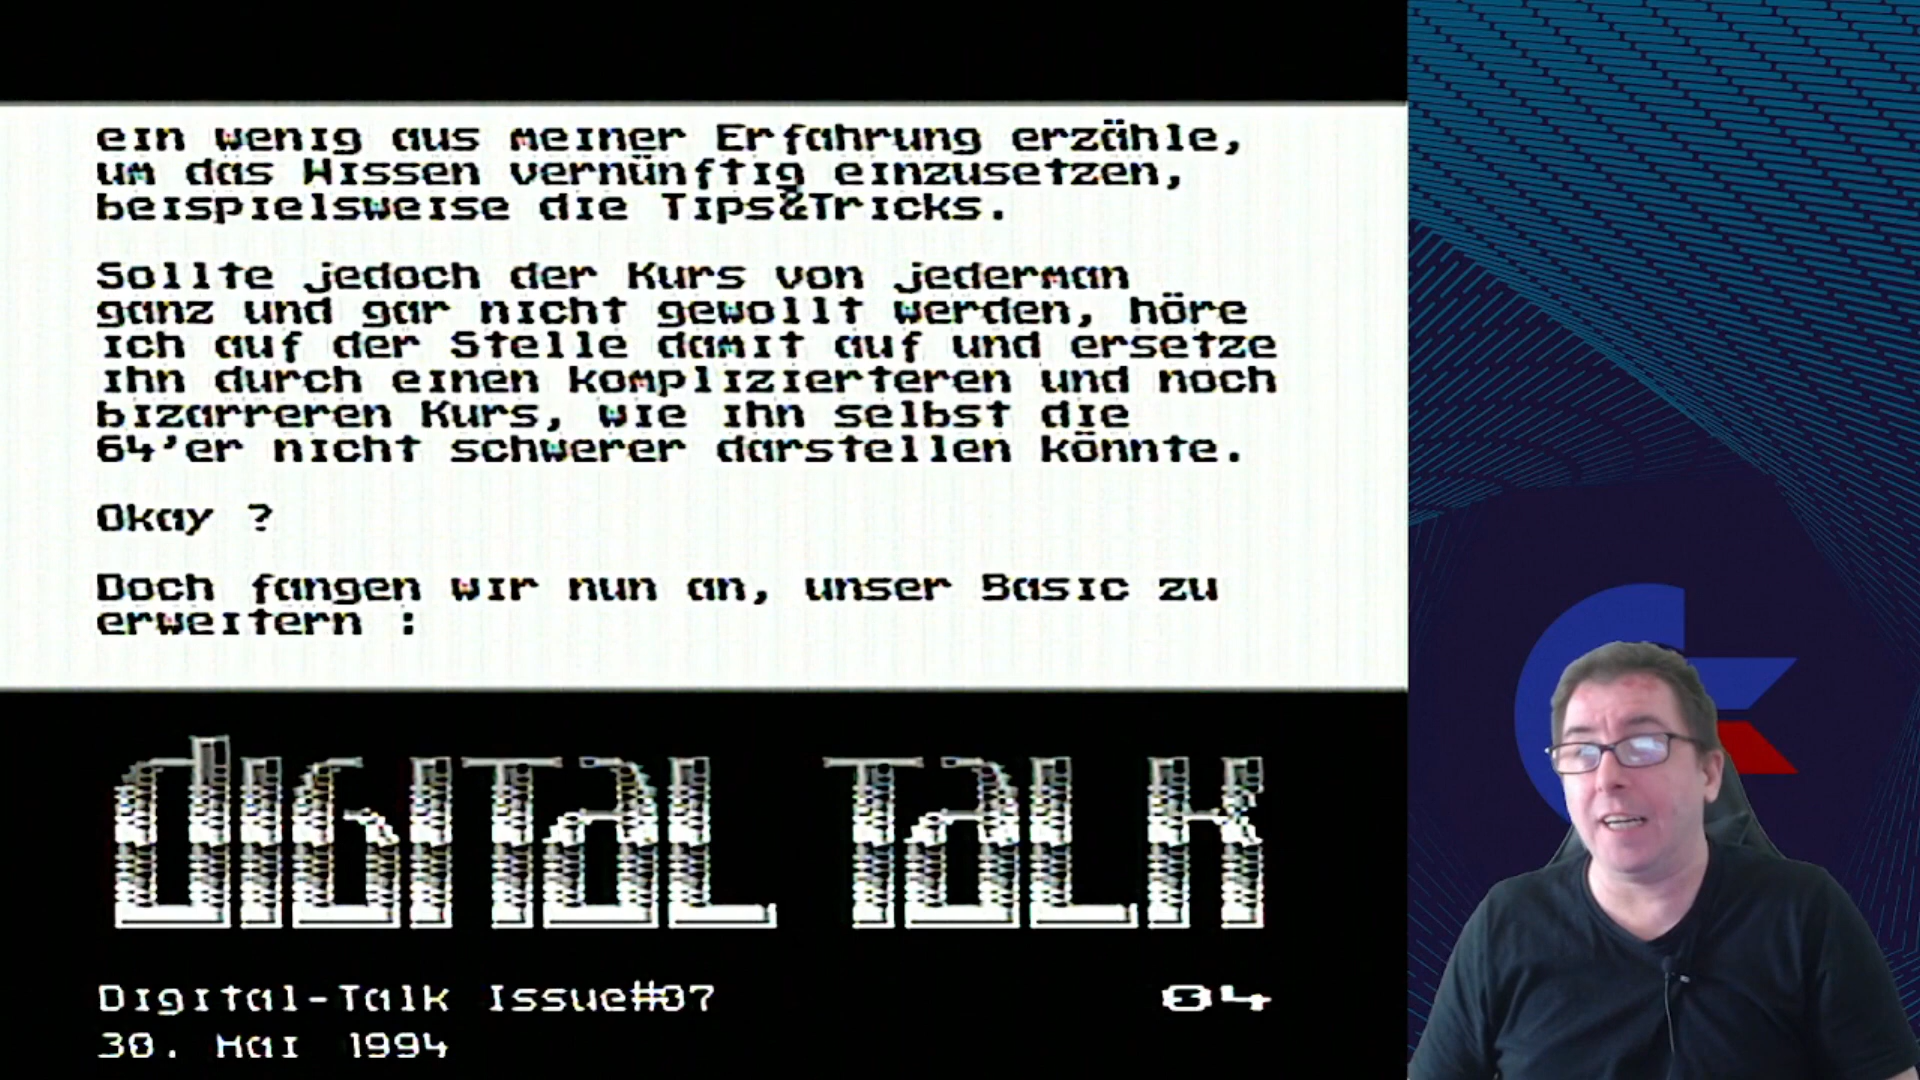 ein wenig aus meiner Erfahrung erzähle,
um das Wissen vernünftig einzusetzen,
beispielsweise die Tips&Tricks.
Sollte jedoch der Kurs von jederman
ganz und gar nicht gewollt werden, höre
ich auf der Stelle damit auf und ersetze
ihn durch einen komplizierteren und noch
bizarreren Kurs, wie ihn selbst die
64'er nicht schwerer darstellen könnte.
Okay ?
Doch fangen wir nun an, unser Basic zu
erweitern :
DIGITAL TALK
Digital-Talk Issue#07
04
30. Mai 1994